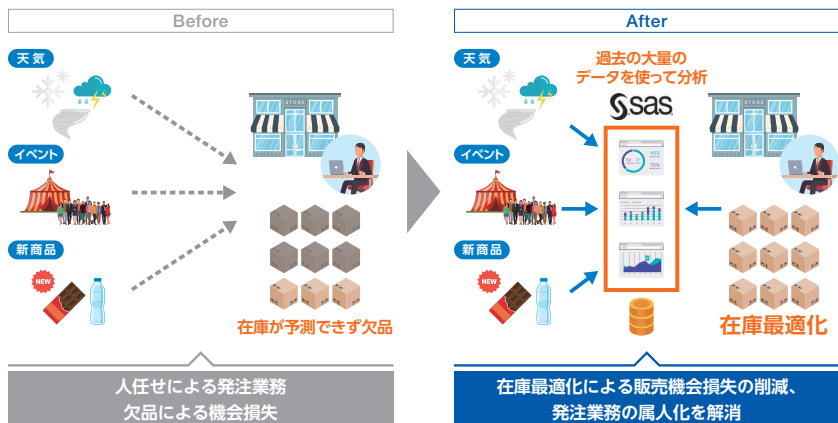 Before
天気
イベント
新商品
NEW
STORE
在庫が予測できず欠品
人任せによる発注業務
欠品による機会損失
After
天気
イベント
新商品
NEW
過去の大量の
データを使って分析
sas
45%
70%
STORE
在庫最適化
在庫最適化による販売機会損失の削減、
発注業務の属人化を解消